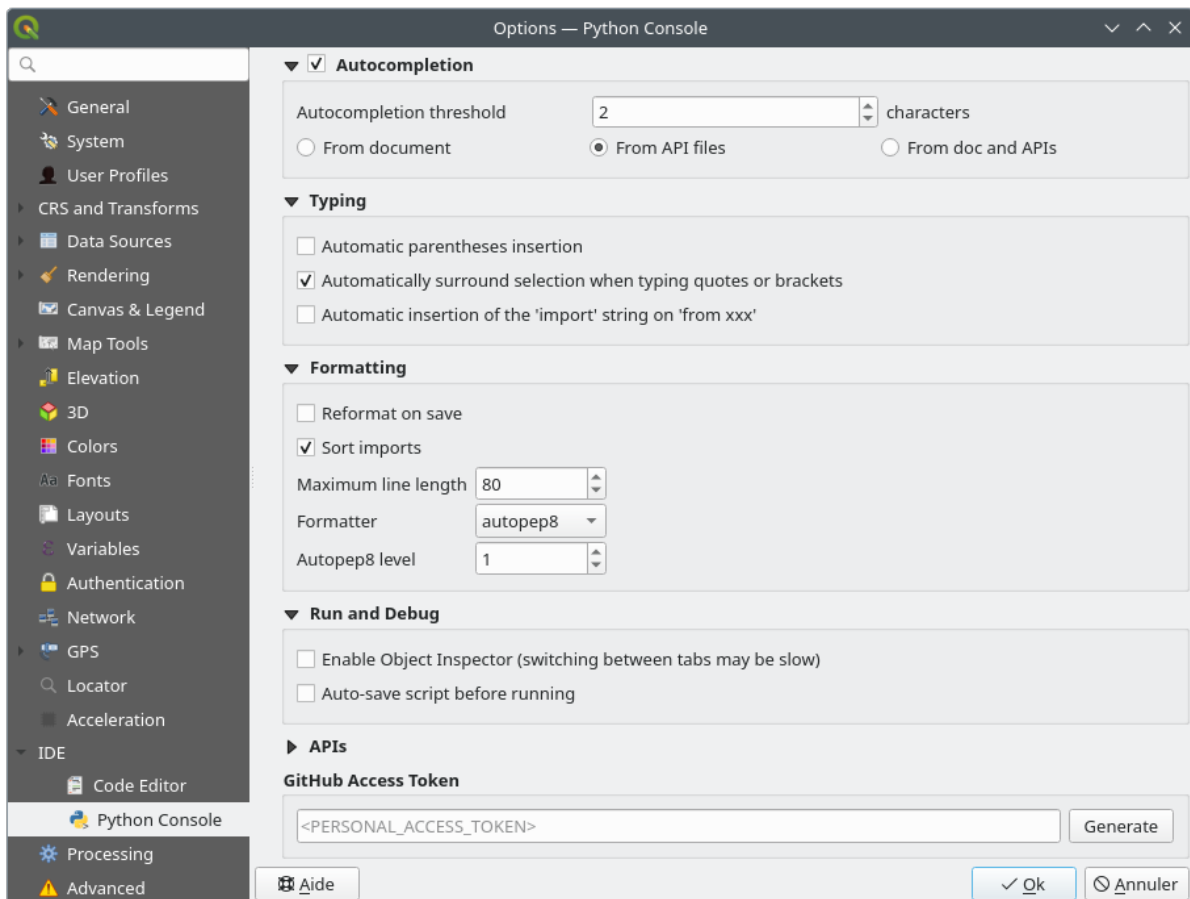 Options — Python Console
General
System
User Profiles
CRS and Transforms
Data Sources
Rendering
Canvas & Legend
Map Tools
Elevation
3D
Colors
Aa Fonts
Layouts
Variables
Authentication
Network
GPS
Locator
Acceleration
IDE
Code Editor
Python Console
Processing
Advanced
Autocompletion
Autocompletion threshold 2 characters
From document From API files From doc and APIs
Typing
Automatic parentheses insertion
Automatically surround selection when typing quotes or brackets
Automatic insertion of the 'import' string on 'from xxx'
Formatting
Reformat on save
Sort imports
Maximum line length 80
Formatter autopep8
Autopep8 level 1
Run and Debug
Enable Object Inspector (switching between tabs may be slow)
Auto-save script before running
APIs
GitHub Access Token
<PERSONAL_ACCESS_TOKEN> Generate
Aide Ok Annuler